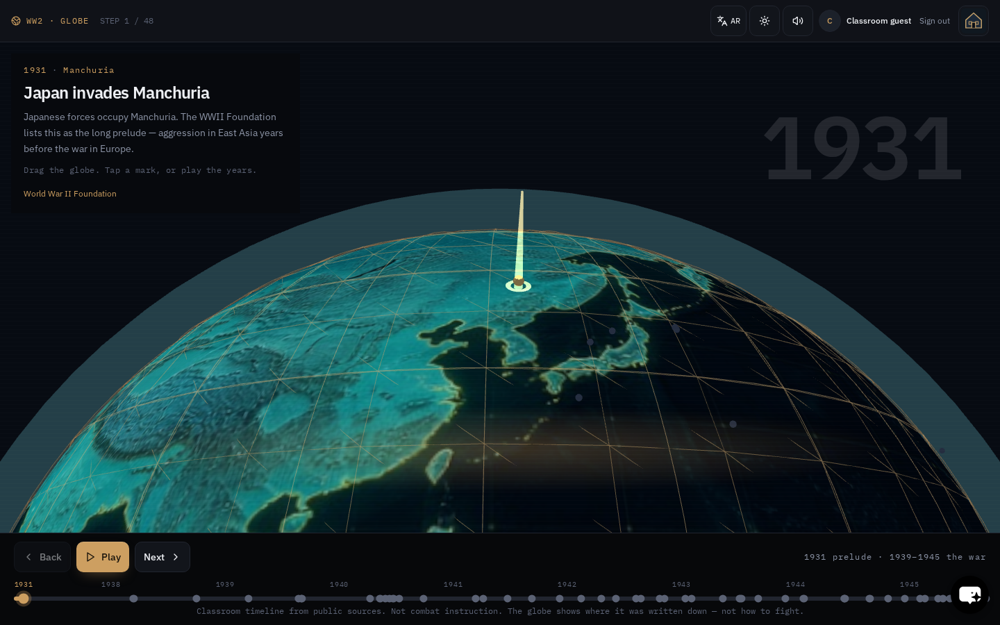 WW2 · GLOBE STEP 1 / 48
AR
C Classroom guest Sign out
1931 · Manchuria
Japan invades Manchuria
Japanese forces occupy Manchuria. The WWII Foundation
lists this as the long prelude — aggression in East Asia years
before the war in Europe.
Drag the globe. Tap a mark, or play the years.
World War II Foundation
1931
Back Play Next
1931 prelude · 1939–1945 the war
1931 1938 1939 1940 1941 1942 1943 1944 1945
Classroom timeline from public sources. Not combat instruction. The globe shows where it was written down — not how to fight.